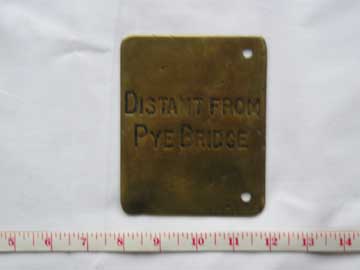 DISTANT FROM
PYE BRIDGE
5 6 7 8 9 10 11 12 13 14